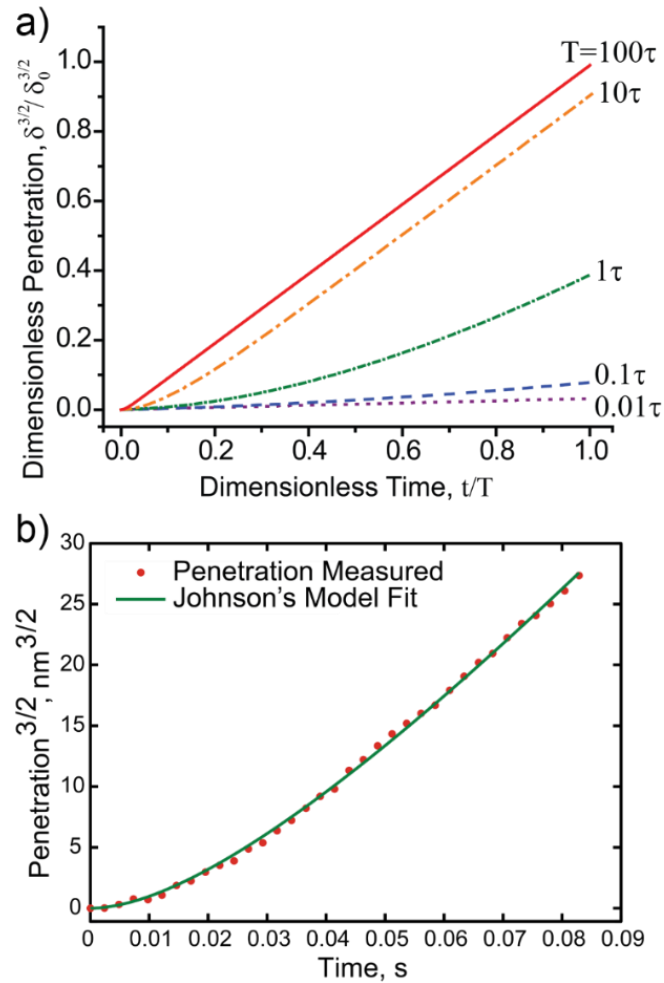 a)
Dimensionless Penetration, δ^3/2 / δ₀^3/2
1.0
0.8
0.6
0.4
0.2
0.0
T=100τ
10τ
1τ
0.1τ
0.01τ
0.0 0.2 0.4 0.6 0.8 1.0
Dimensionless Time, t/T
b)
Penetration^3/2, nm^3/2
30
25
20
15
10
5
0
Penetration Measured
Johnson's Model Fit
0 0.01 0.02 0.03 0.04 0.05 0.06 0.07 0.08 0.09
Time, s